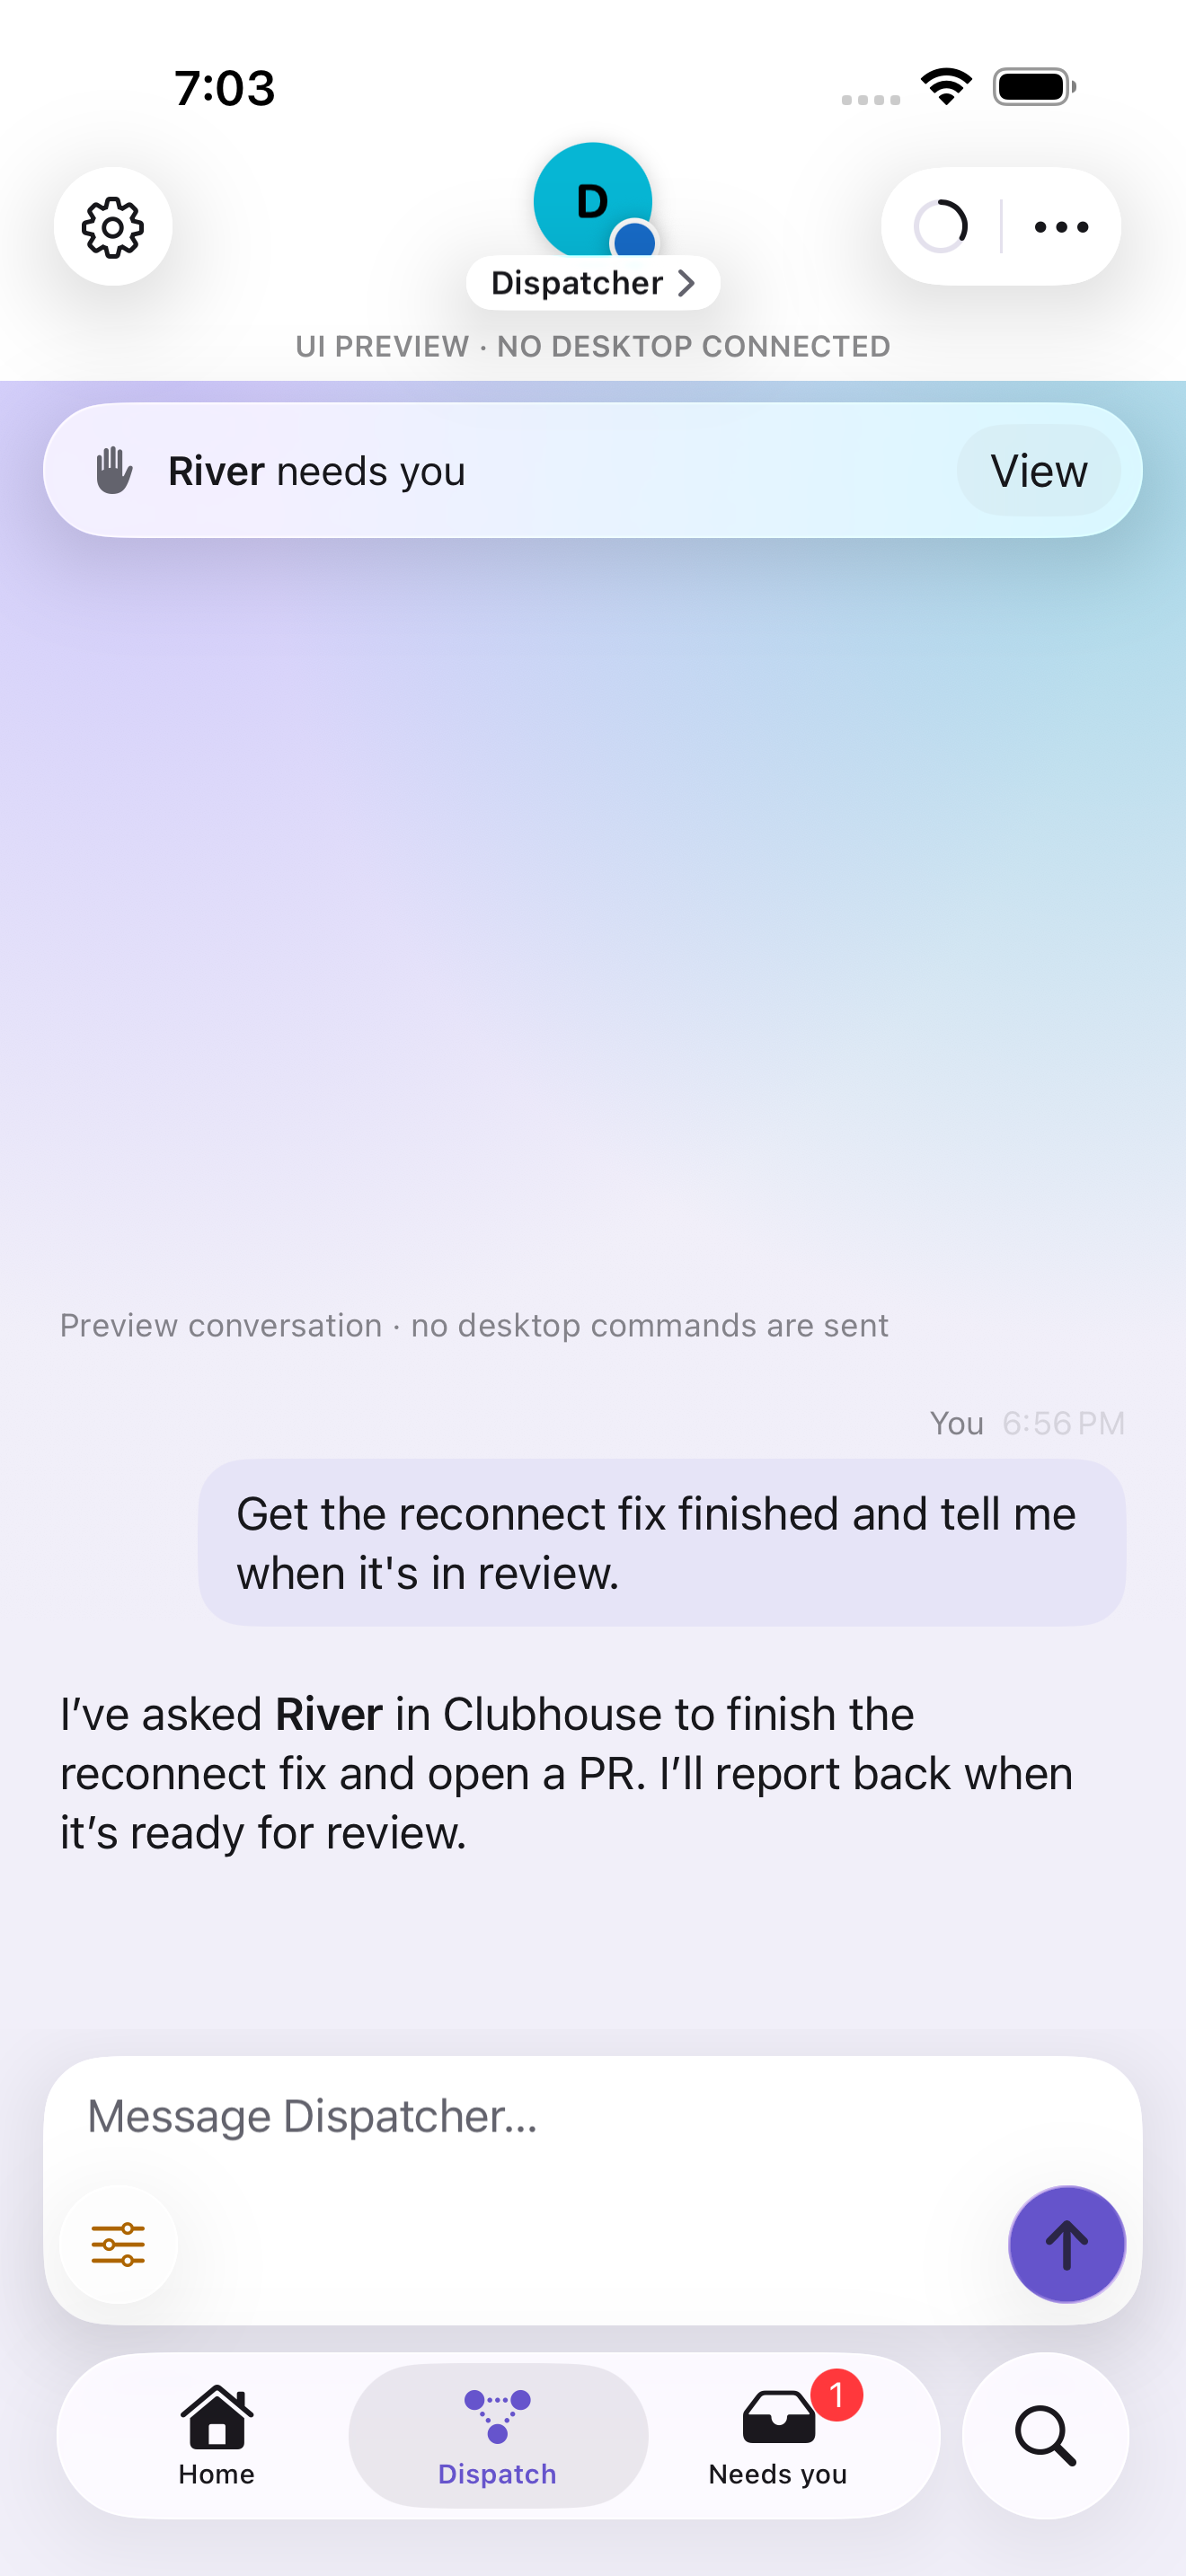 7:03
D
Dispatcher
UI PREVIEW · NO DESKTOP CONNECTED
River needs you
View
Preview conversation · no desktop commands are sent
You 6:56 PM
Get the reconnect fix finished and tell me
when it's in review.
I’ve asked River in Clubhouse to finish the
reconnect fix and open a PR. I’ll report back when
it’s ready for review.
Message Dispatcher...
1
Home
Dispatch
Needs you